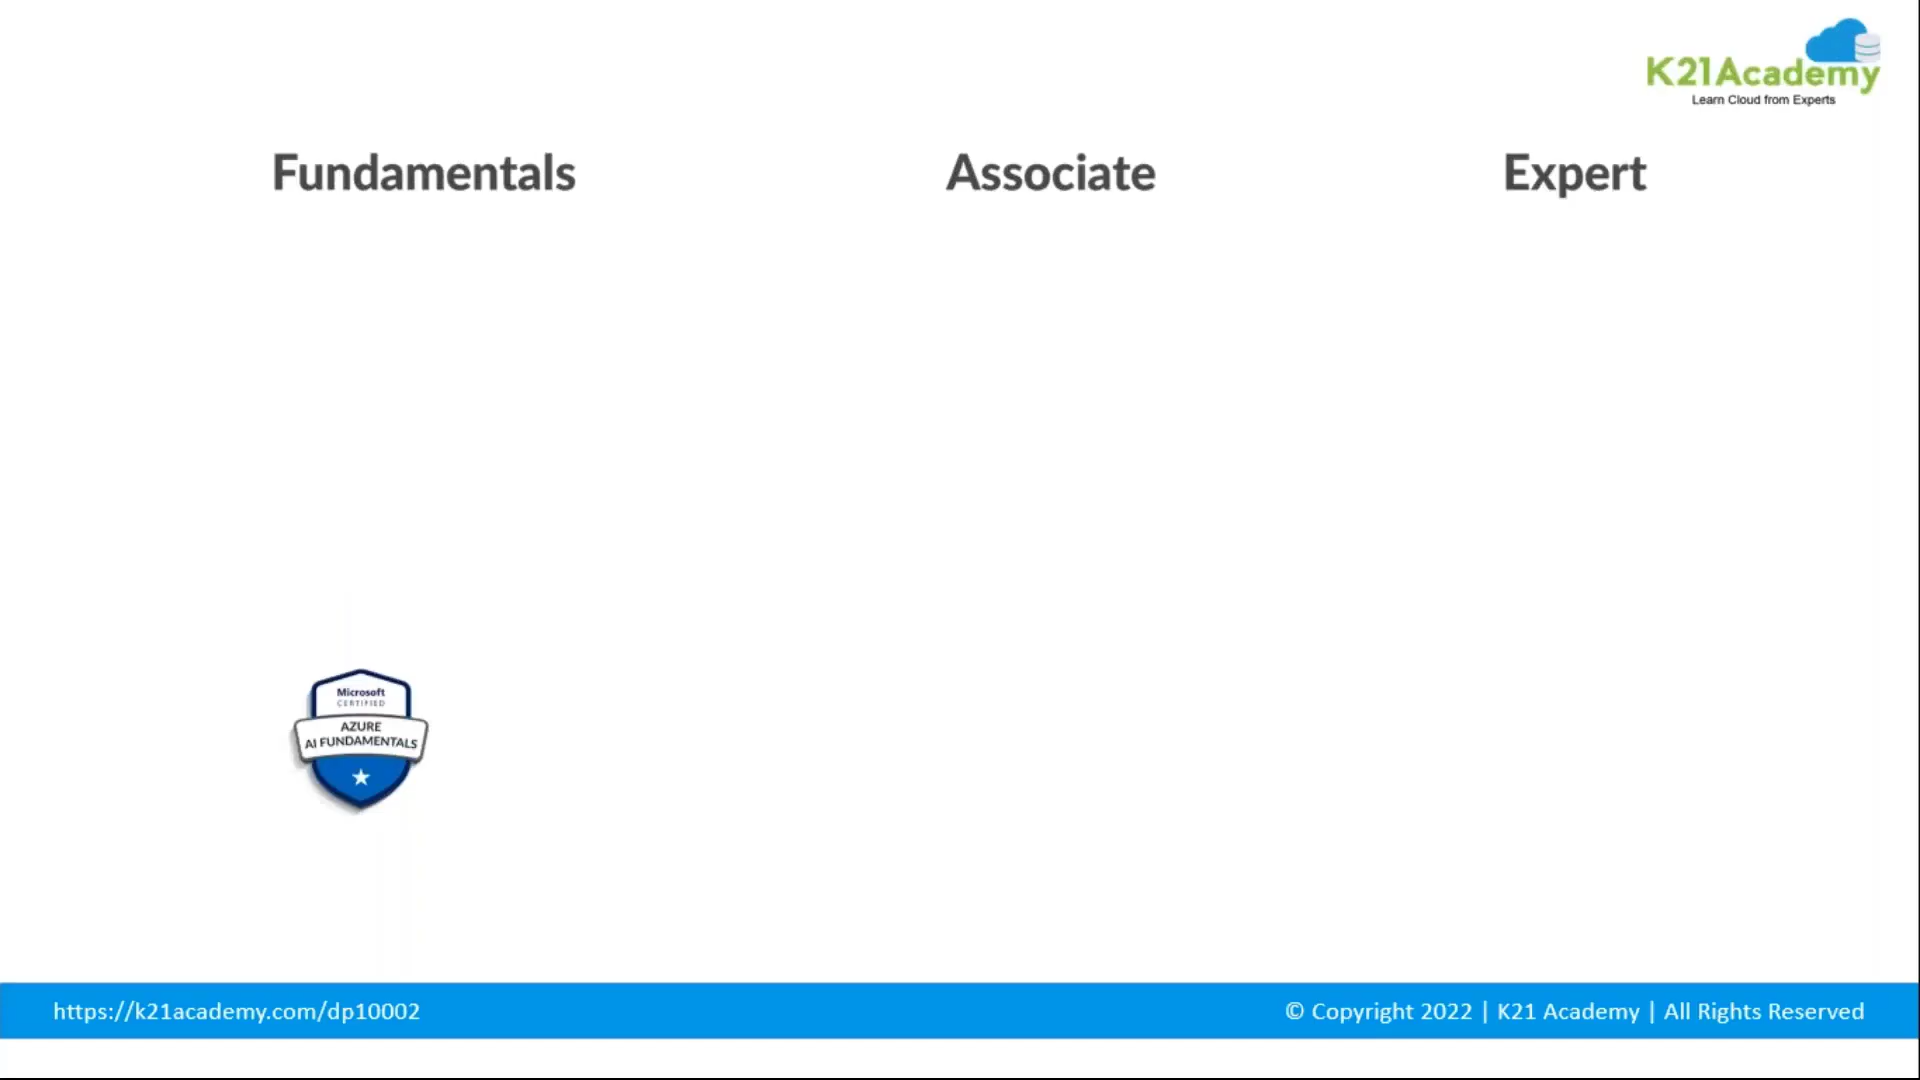 K21Academy
Learn Cloud from Experts
Fundamentals
Associate
Expert
Microsoft
CERTIFIED
AZURE
AI FUNDAMENTALS
https://k21academy.com/dp10002
© Copyright 2022 | K21 Academy | All Rights Reserved